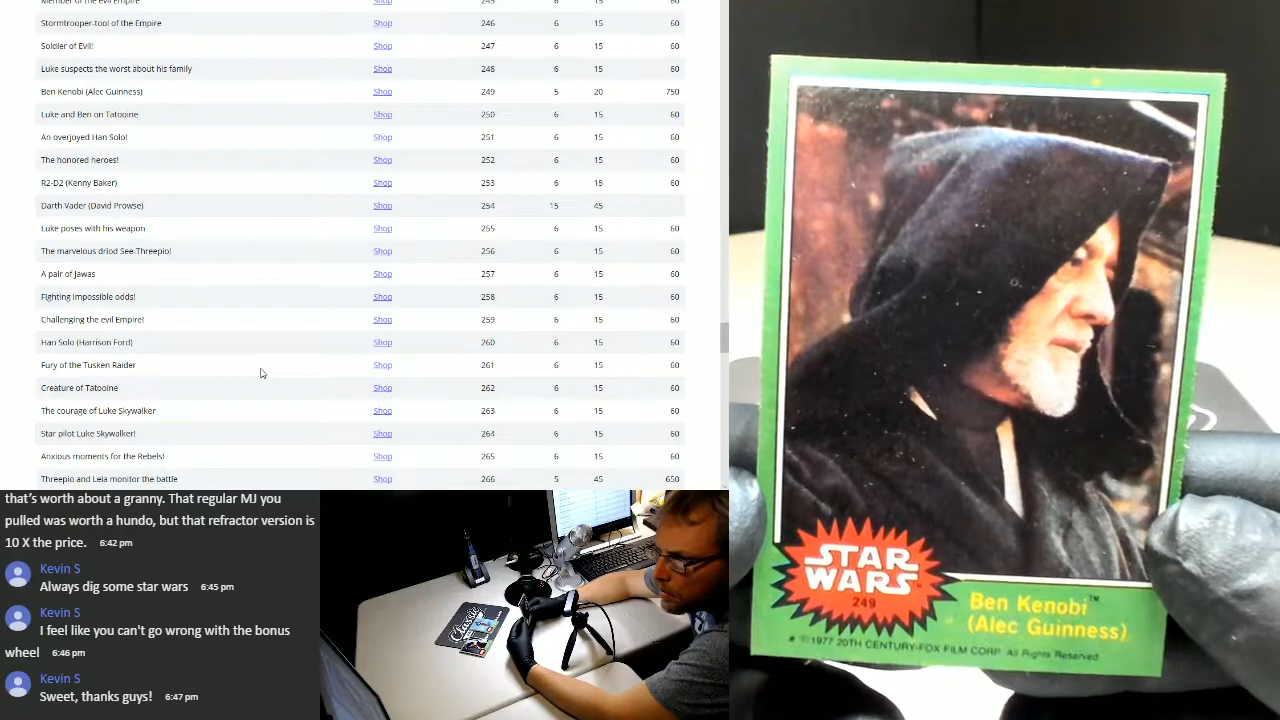 Member of the evil Empire Shop 245 6 15 60
Stormtrooper-tool of the Empire Shop 246 6 15 60
Soldier of Evil! Shop 247 6 15 60
Luke suspects the worst about his family Shop 248 6 15 60
Ben Kenobi (Alec Guinness) Shop 249 5 20 750
Luke and Ben on Tatooine Shop 250 6 15 60
An overjoyed Han Solo! Shop 251 6 15 60
The honored heroes! Shop 252 6 15 60
R2-D2 (Kenny Baker) Shop 253 6 15 60
Darth Vader (David Prowse) Shop 254 15 45
Luke poses with his weapon Shop 255 6 15 60
The marvelous driod See-Threepio! Shop 256 6 15 60
A pair of Jawas Shop 257 6 15 60
Fighting impossible odds! Shop 258 6 15 60
Challenging the evil Empire! Shop 259 6 15 60
Han Solo (Harrison Ford) Shop 260 6 15 60
Fury of the Tusken Raider Shop 261 6 15 60
Creature of Tatooine Shop 262 6 15 60
The courage of Luke Skywalker Shop 263 6 15 60
Star pilot Luke Skywalker! Shop 264 6 15 60
Anxious moments for the Rebels! Shop 265 6 15 60
Threepio and Leia monitor the battle Shop 266 5 45 650
that's worth about a granny. That regular MJ you
pulled was worth a hundo, but that refractor version is
10 X the price. 6:42 pm
Kevin S
Always dig some star wars 6:45 pm
Kevin S
I feel like you can't go wrong with the bonus
wheel 6:46 pm
Kevin S
Sweet, thanks guys! 6:47 pm
STAR
WARS
249
Ben Kenobi™
(Alec Guinness)
★ ©1977 20TH CENTURY-FOX FILM CORP. All Rights Reserved.